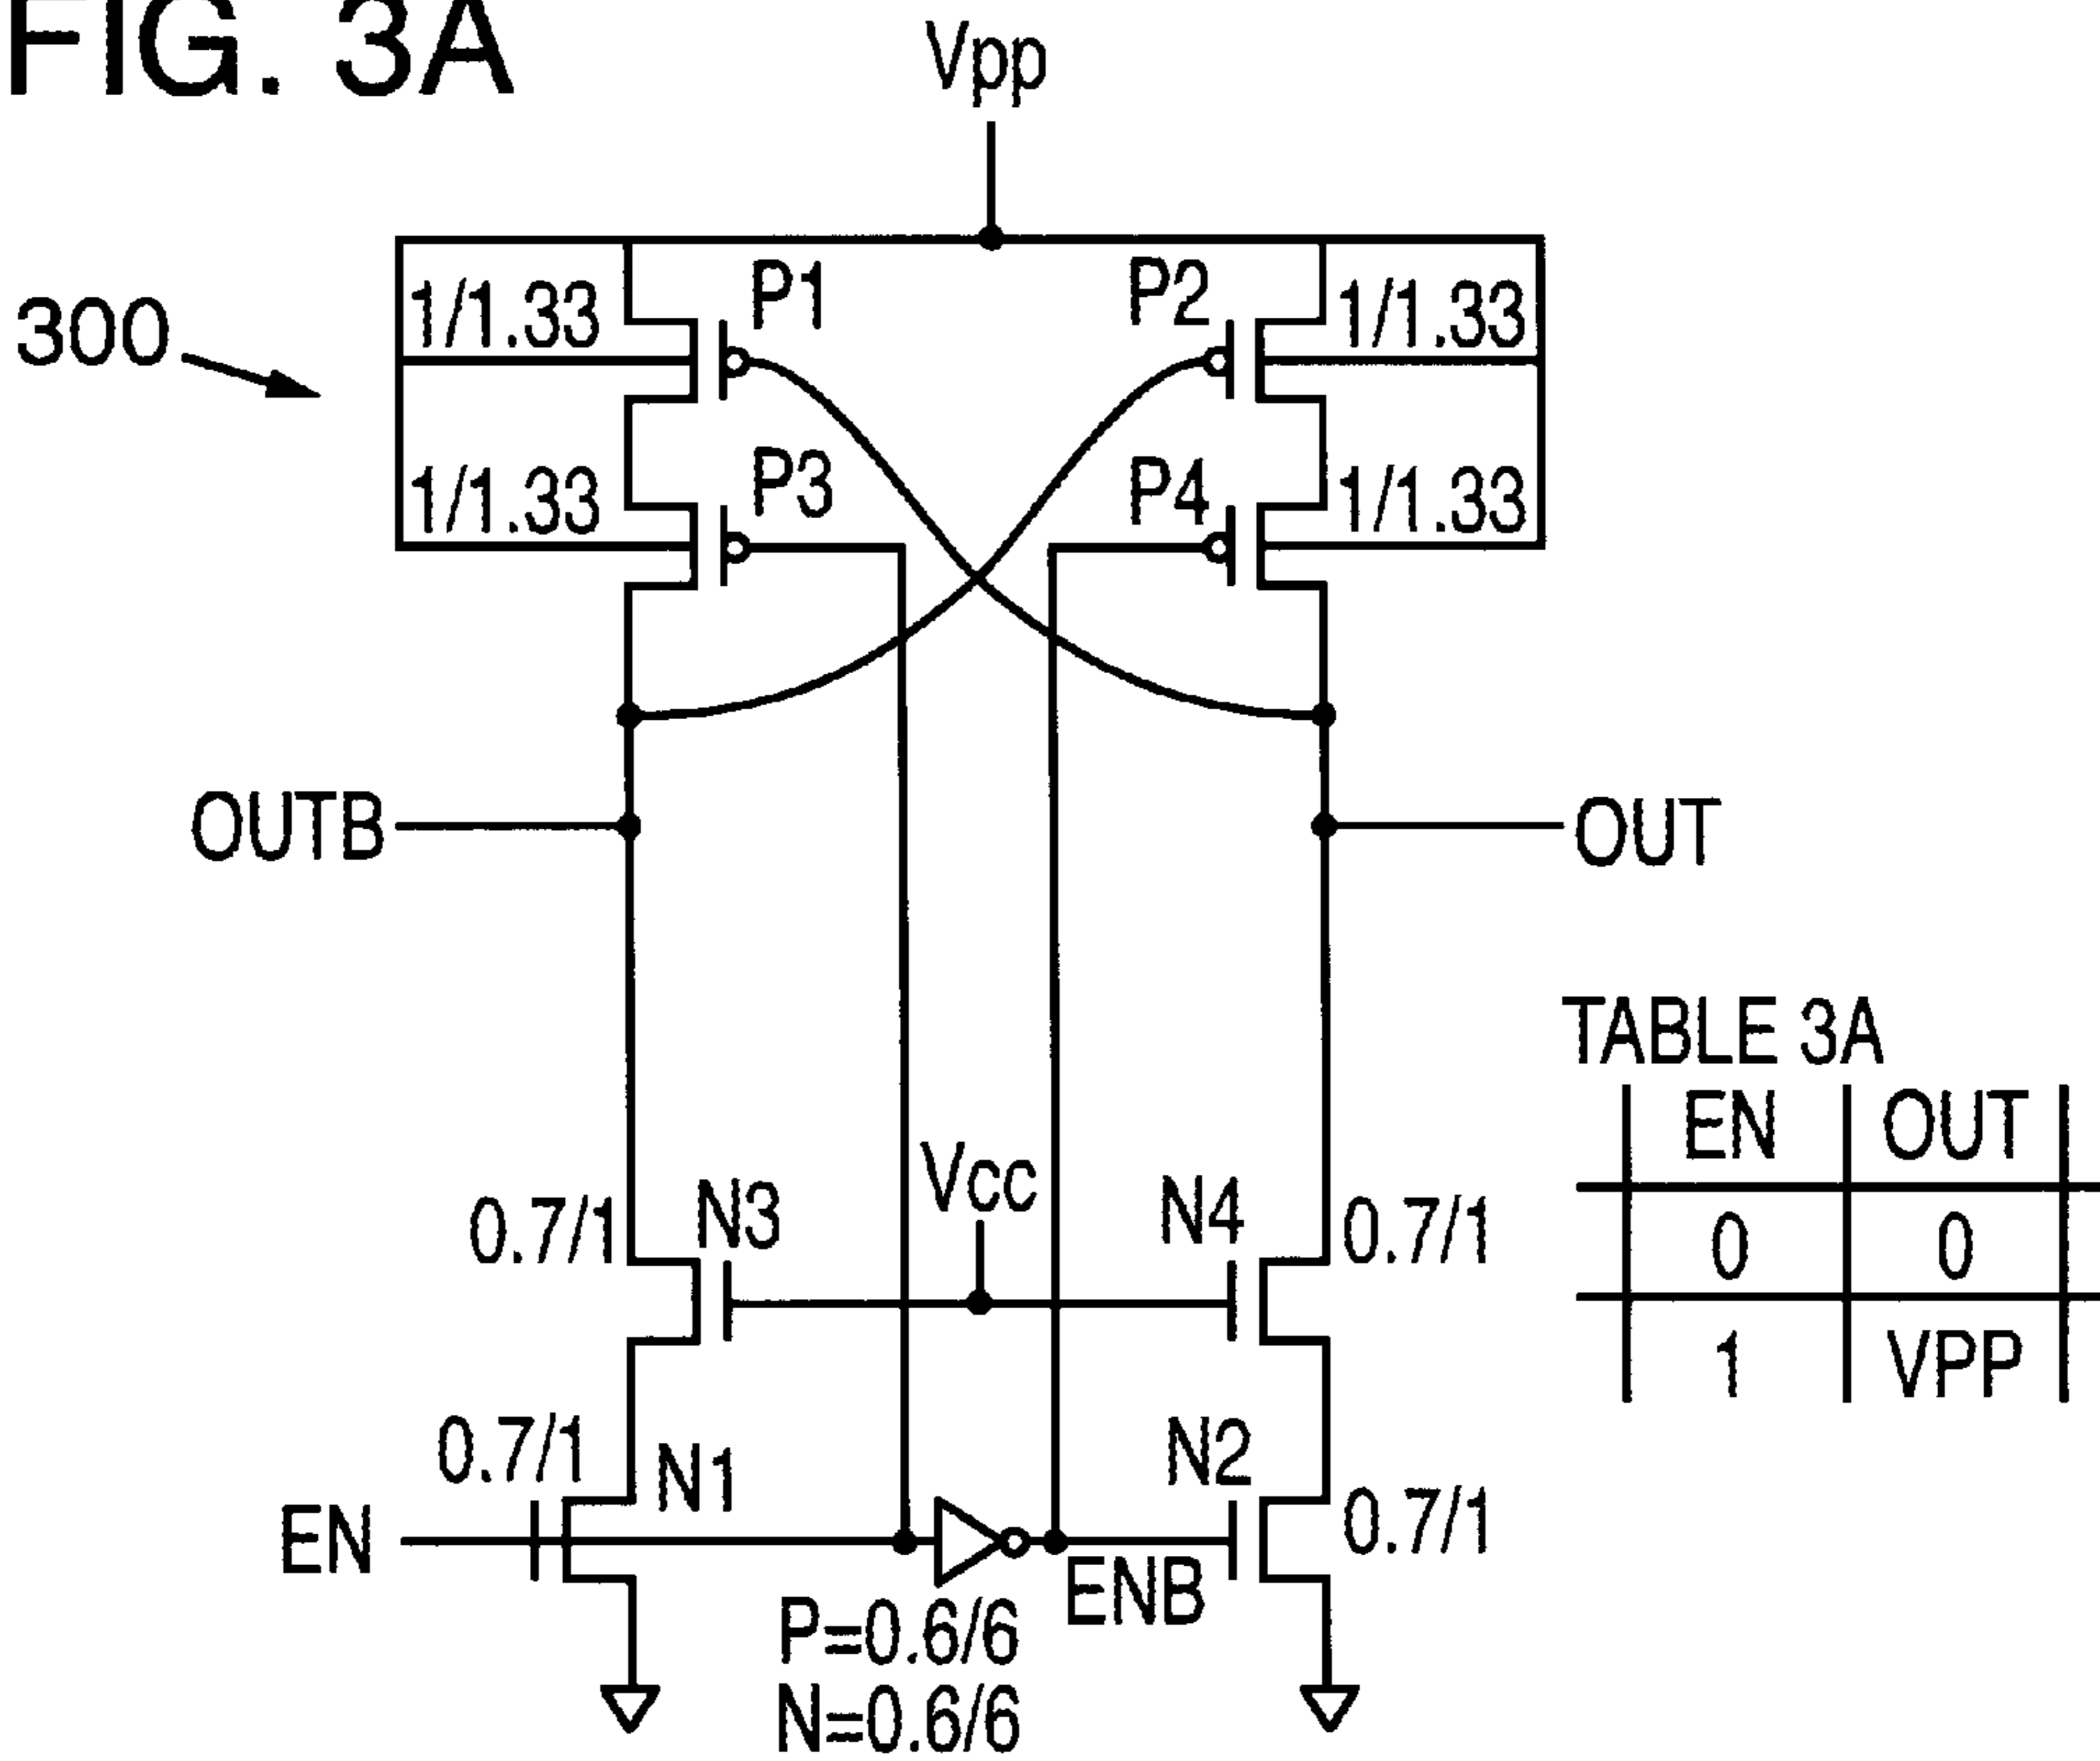 FIG. 3A
Vpp
300
1/1.33
P1
P2
1/1.33
1/1.33
P3
P4
1/1.33
OUTB
OUT
TABLE 3A
EN OUT
0 0
1 VPP
0.7/1
N3
Vcc
N4
0.7/1
0.7/1
N1
N2
0.7/1
EN
ENB
P=0.6/6
N=0.6/6